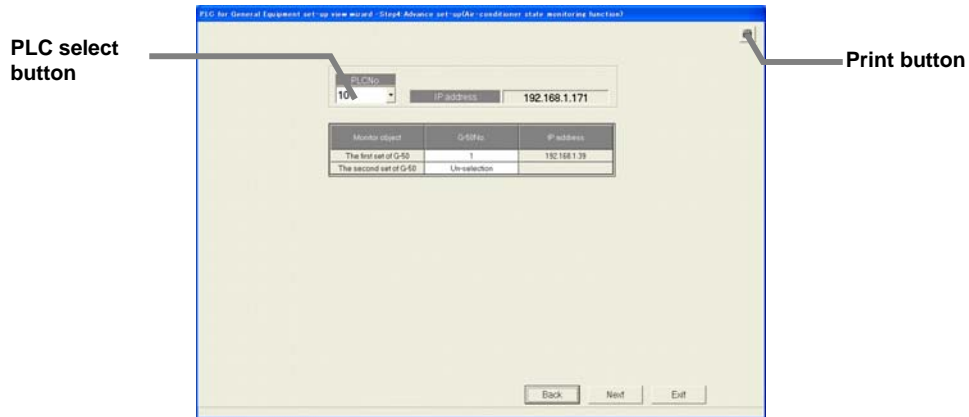 PLC for General Equipment set-up view wizard -Step4:Advance set-up(Air-conditioner state monitoring function)
PLC select
button
Print button
PLCNo
10
IP address
192.168.1.171
Monitor object
G-50No.
IP address
The first set of G-50
1
192.168.1.39
The second set of G-50
Un-selection
Back
Next
Exit